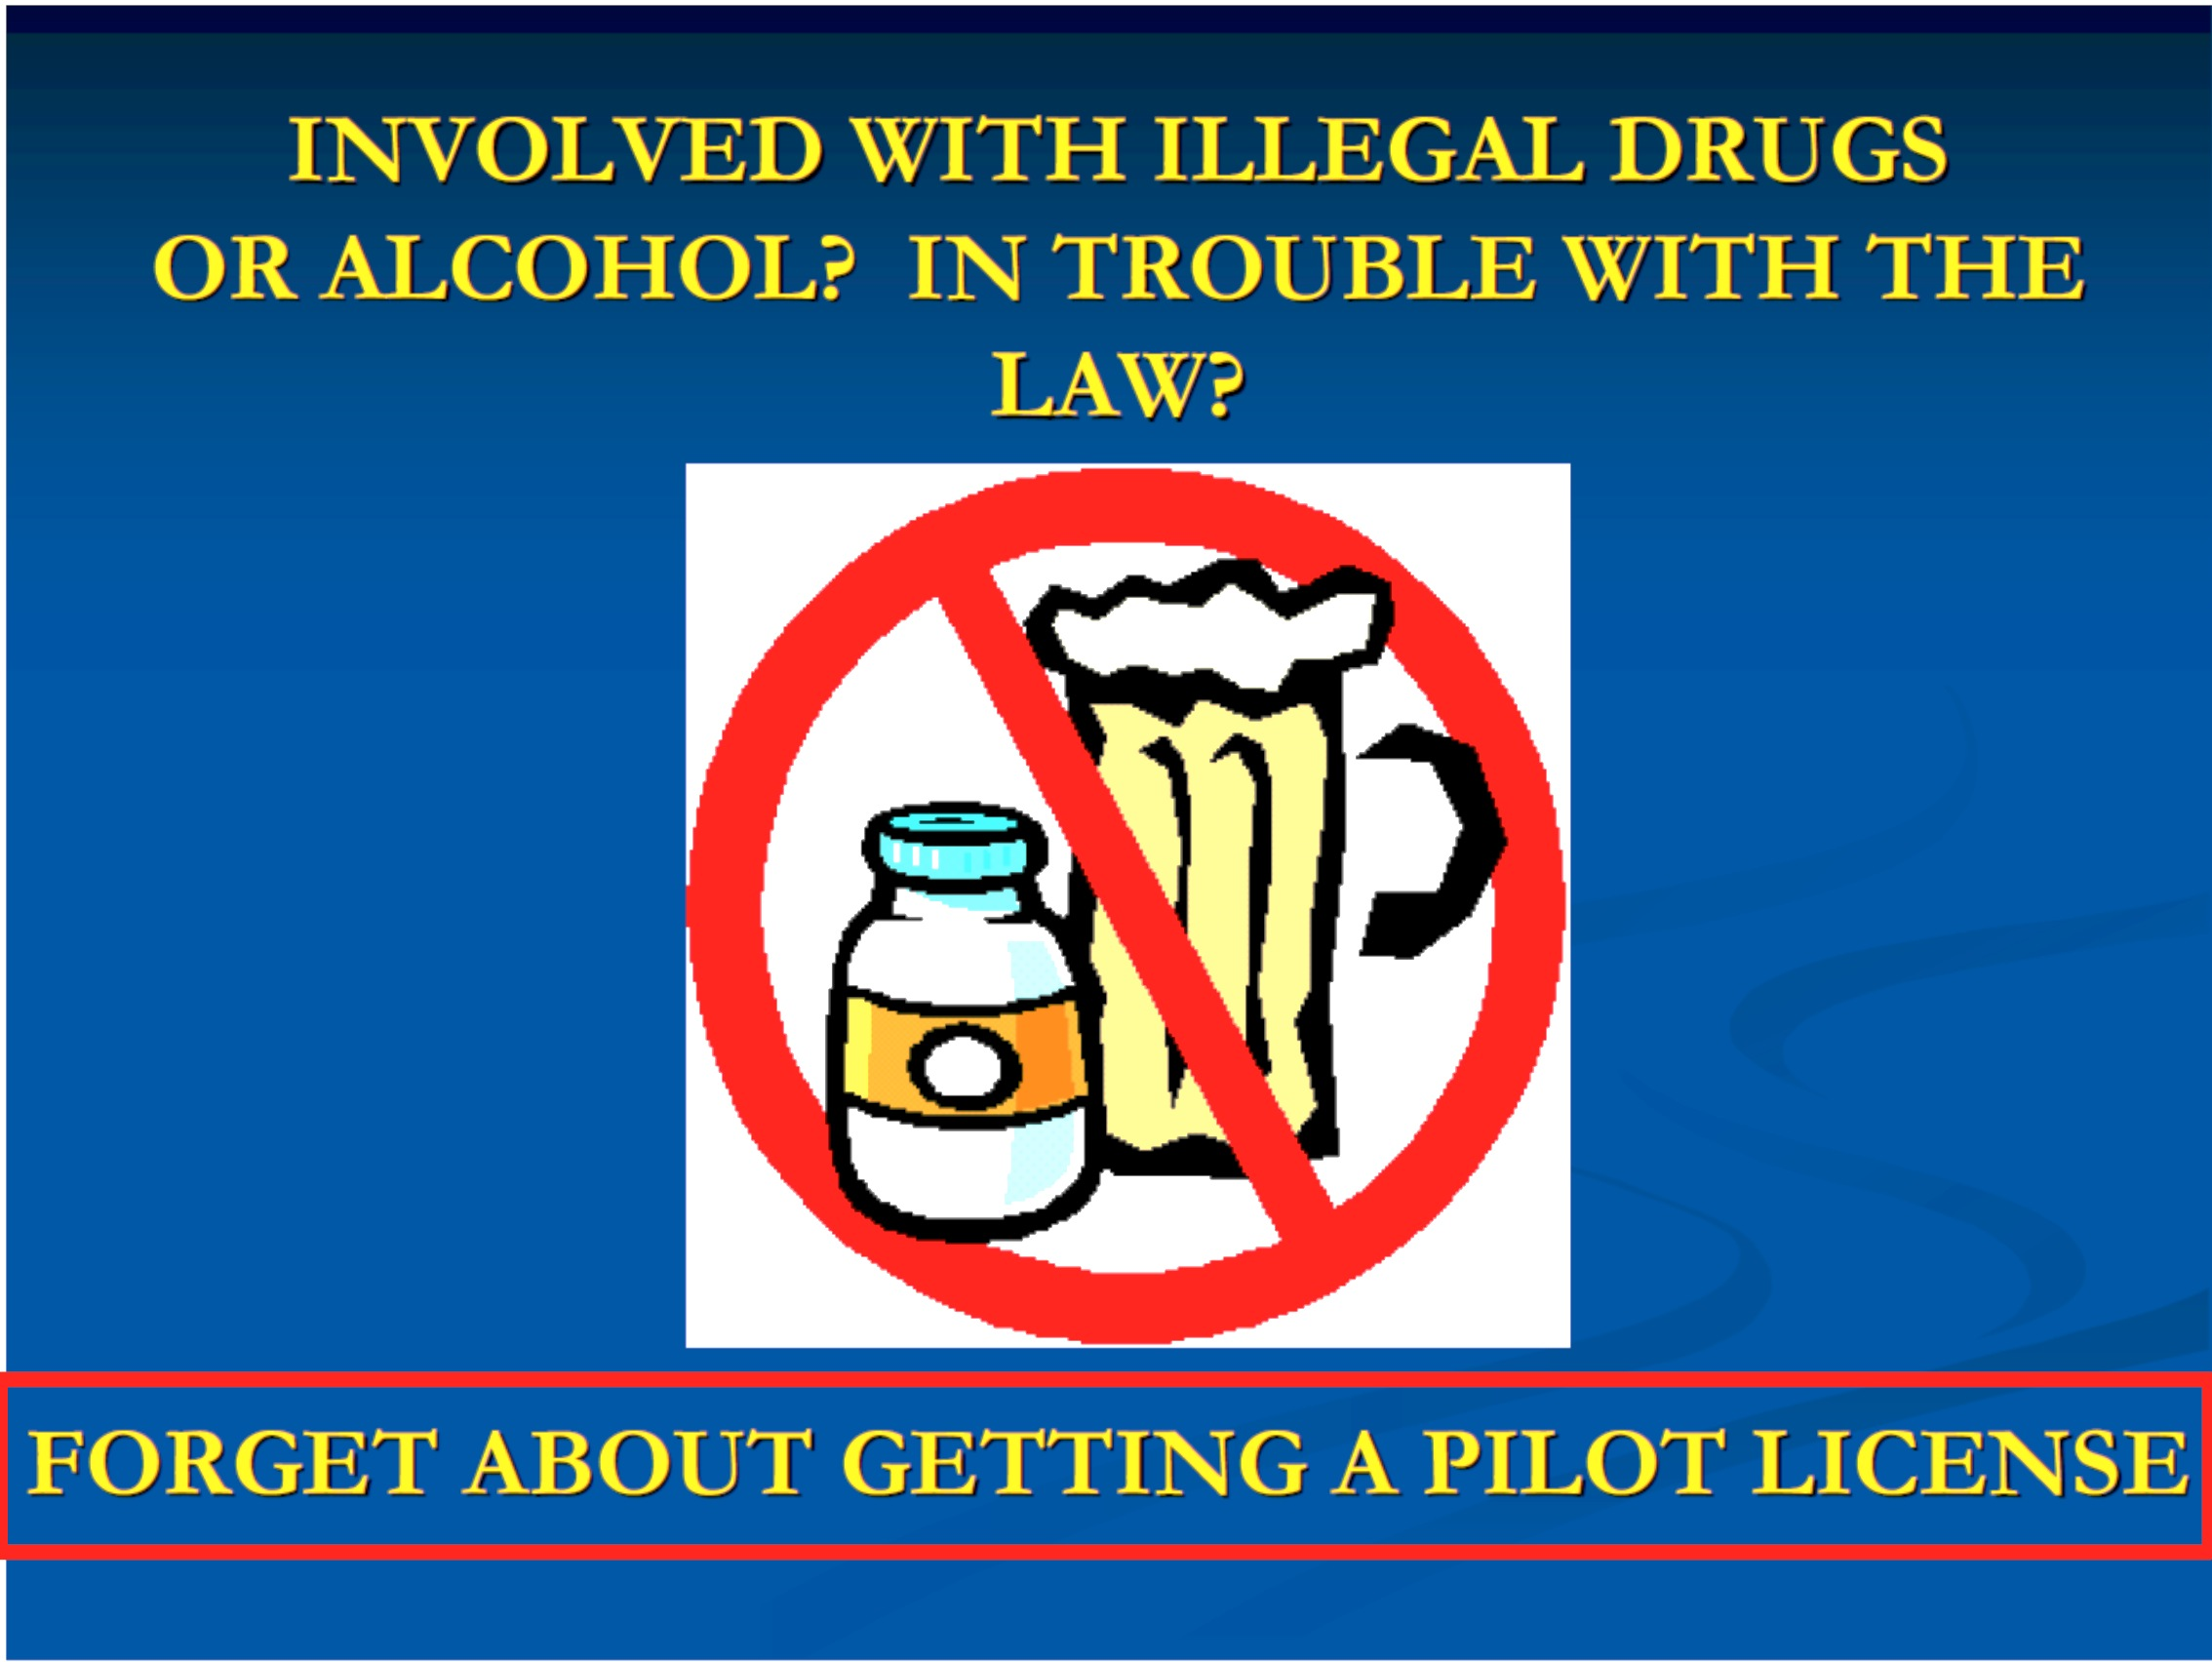 INVOLVED WITH ILLEGAL DRUGS
OR ALCOHOL? IN TROUBLE WITH THE
LAW?
FORGET ABOUT GETTING A PILOT LICENSE